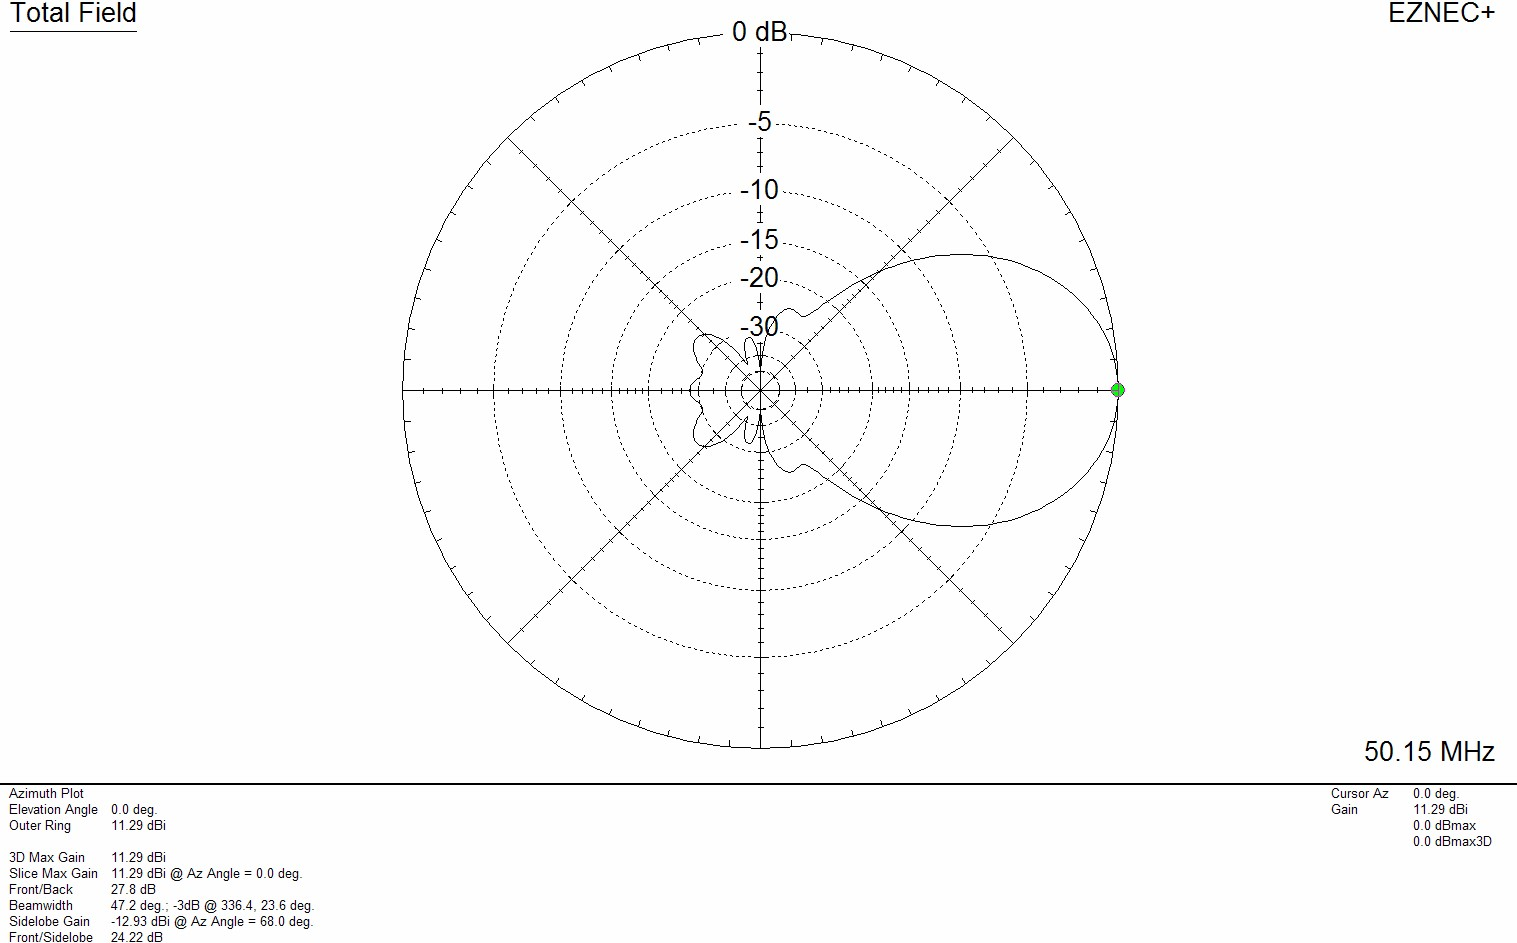 Total Field
EZNEC+
0 dB
-5
-10
-15
-20
-30
50.15 MHz
Azimuth Plot
Elevation Angle 0.0 deg.
Outer Ring 11.29 dBi
3D Max Gain 11.29 dBi
Slice Max Gain 11.29 dBi @ Az Angle = 0.0 deg.
Front/Back 27.8 dB
Beamwidth 47.2 deg.; -3dB @ 336.4, 23.6 deg.
Sidelobe Gain -12.93 dBi @ Az Angle = 68.0 deg.
Front/Sidelobe 24.22 dB
Cursor Az 0.0 deg.
Gain 11.29 dBi
0.0 dBmax
0.0 dBmax3D